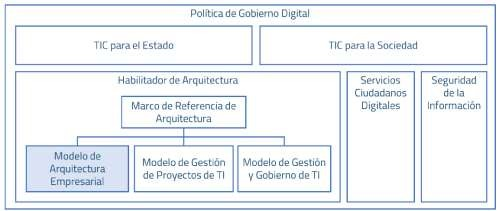 Política de Gobierno Digital
TIC para el Estado
TIC para la Sociedad
Habilitador de Arquitectura
Marco de Referencia de
Arquitectura
Modelo de
Arquitectura
Empresarial
Modelo de Gestión
de Proyectos de TI
Modelo de Gestión
y Gobierno de TI
Servicios
Ciudadanos
Digitales
Seguridad
de la
Información